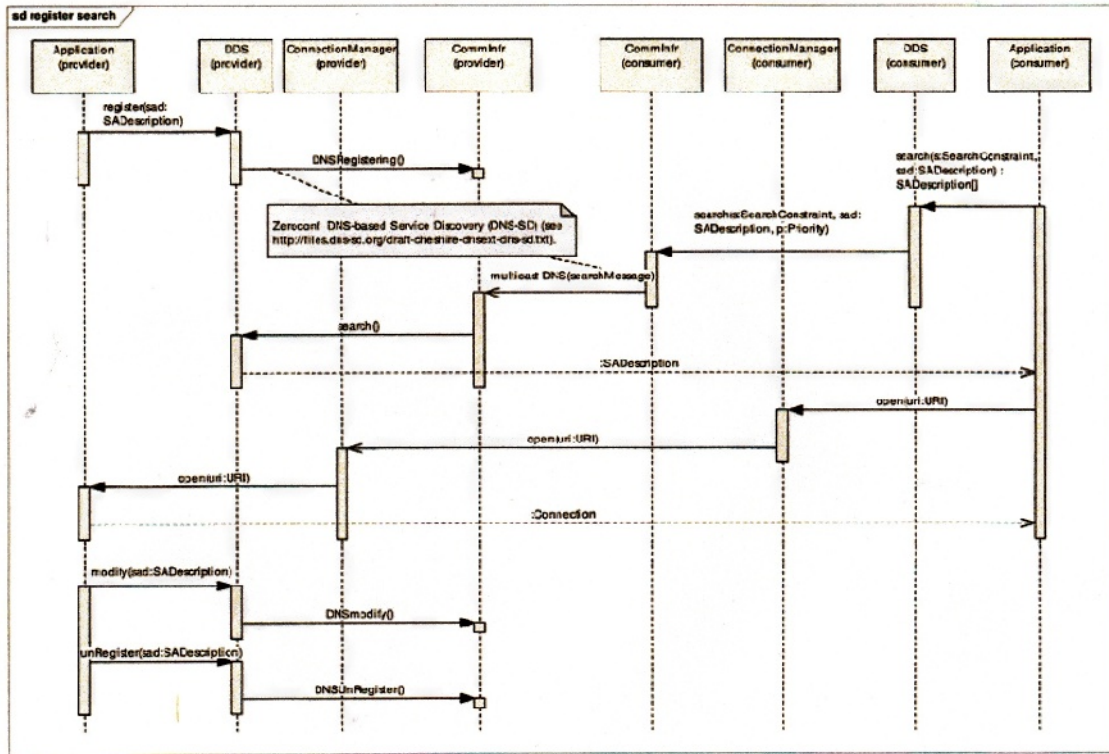 sd register search
Application
(provider)
DDS
(provider)
ConnectionManager
(provider)
CommInfr
(provider)
CommInfr
(consumer)
ConnectionManager
(consumer)
DDS
(consumer)
Application
(consumer)
register(sad:
SADescription)
DNSRegistering()
search(s:SearchConstraint,
sad:SADescription) :
SADescription[]
Zeroconf DNS-based Service Discovery (DNS-SD) (see
http://files.dns-sd.org/draft-cheshire-dnsext-dns-sd.txt).
search(s:SearchConstraint, sad:
SADescription, p:Priority)
multicast DNS(searchMessage)
search()
:SADescription
open(uri:URI)
open(uri:URI)
open(uri:URI)
:Connection
modify(sad:SADescription)
DNSmodify()
unRegister(sad:SADescription)
DNSUnRegister()